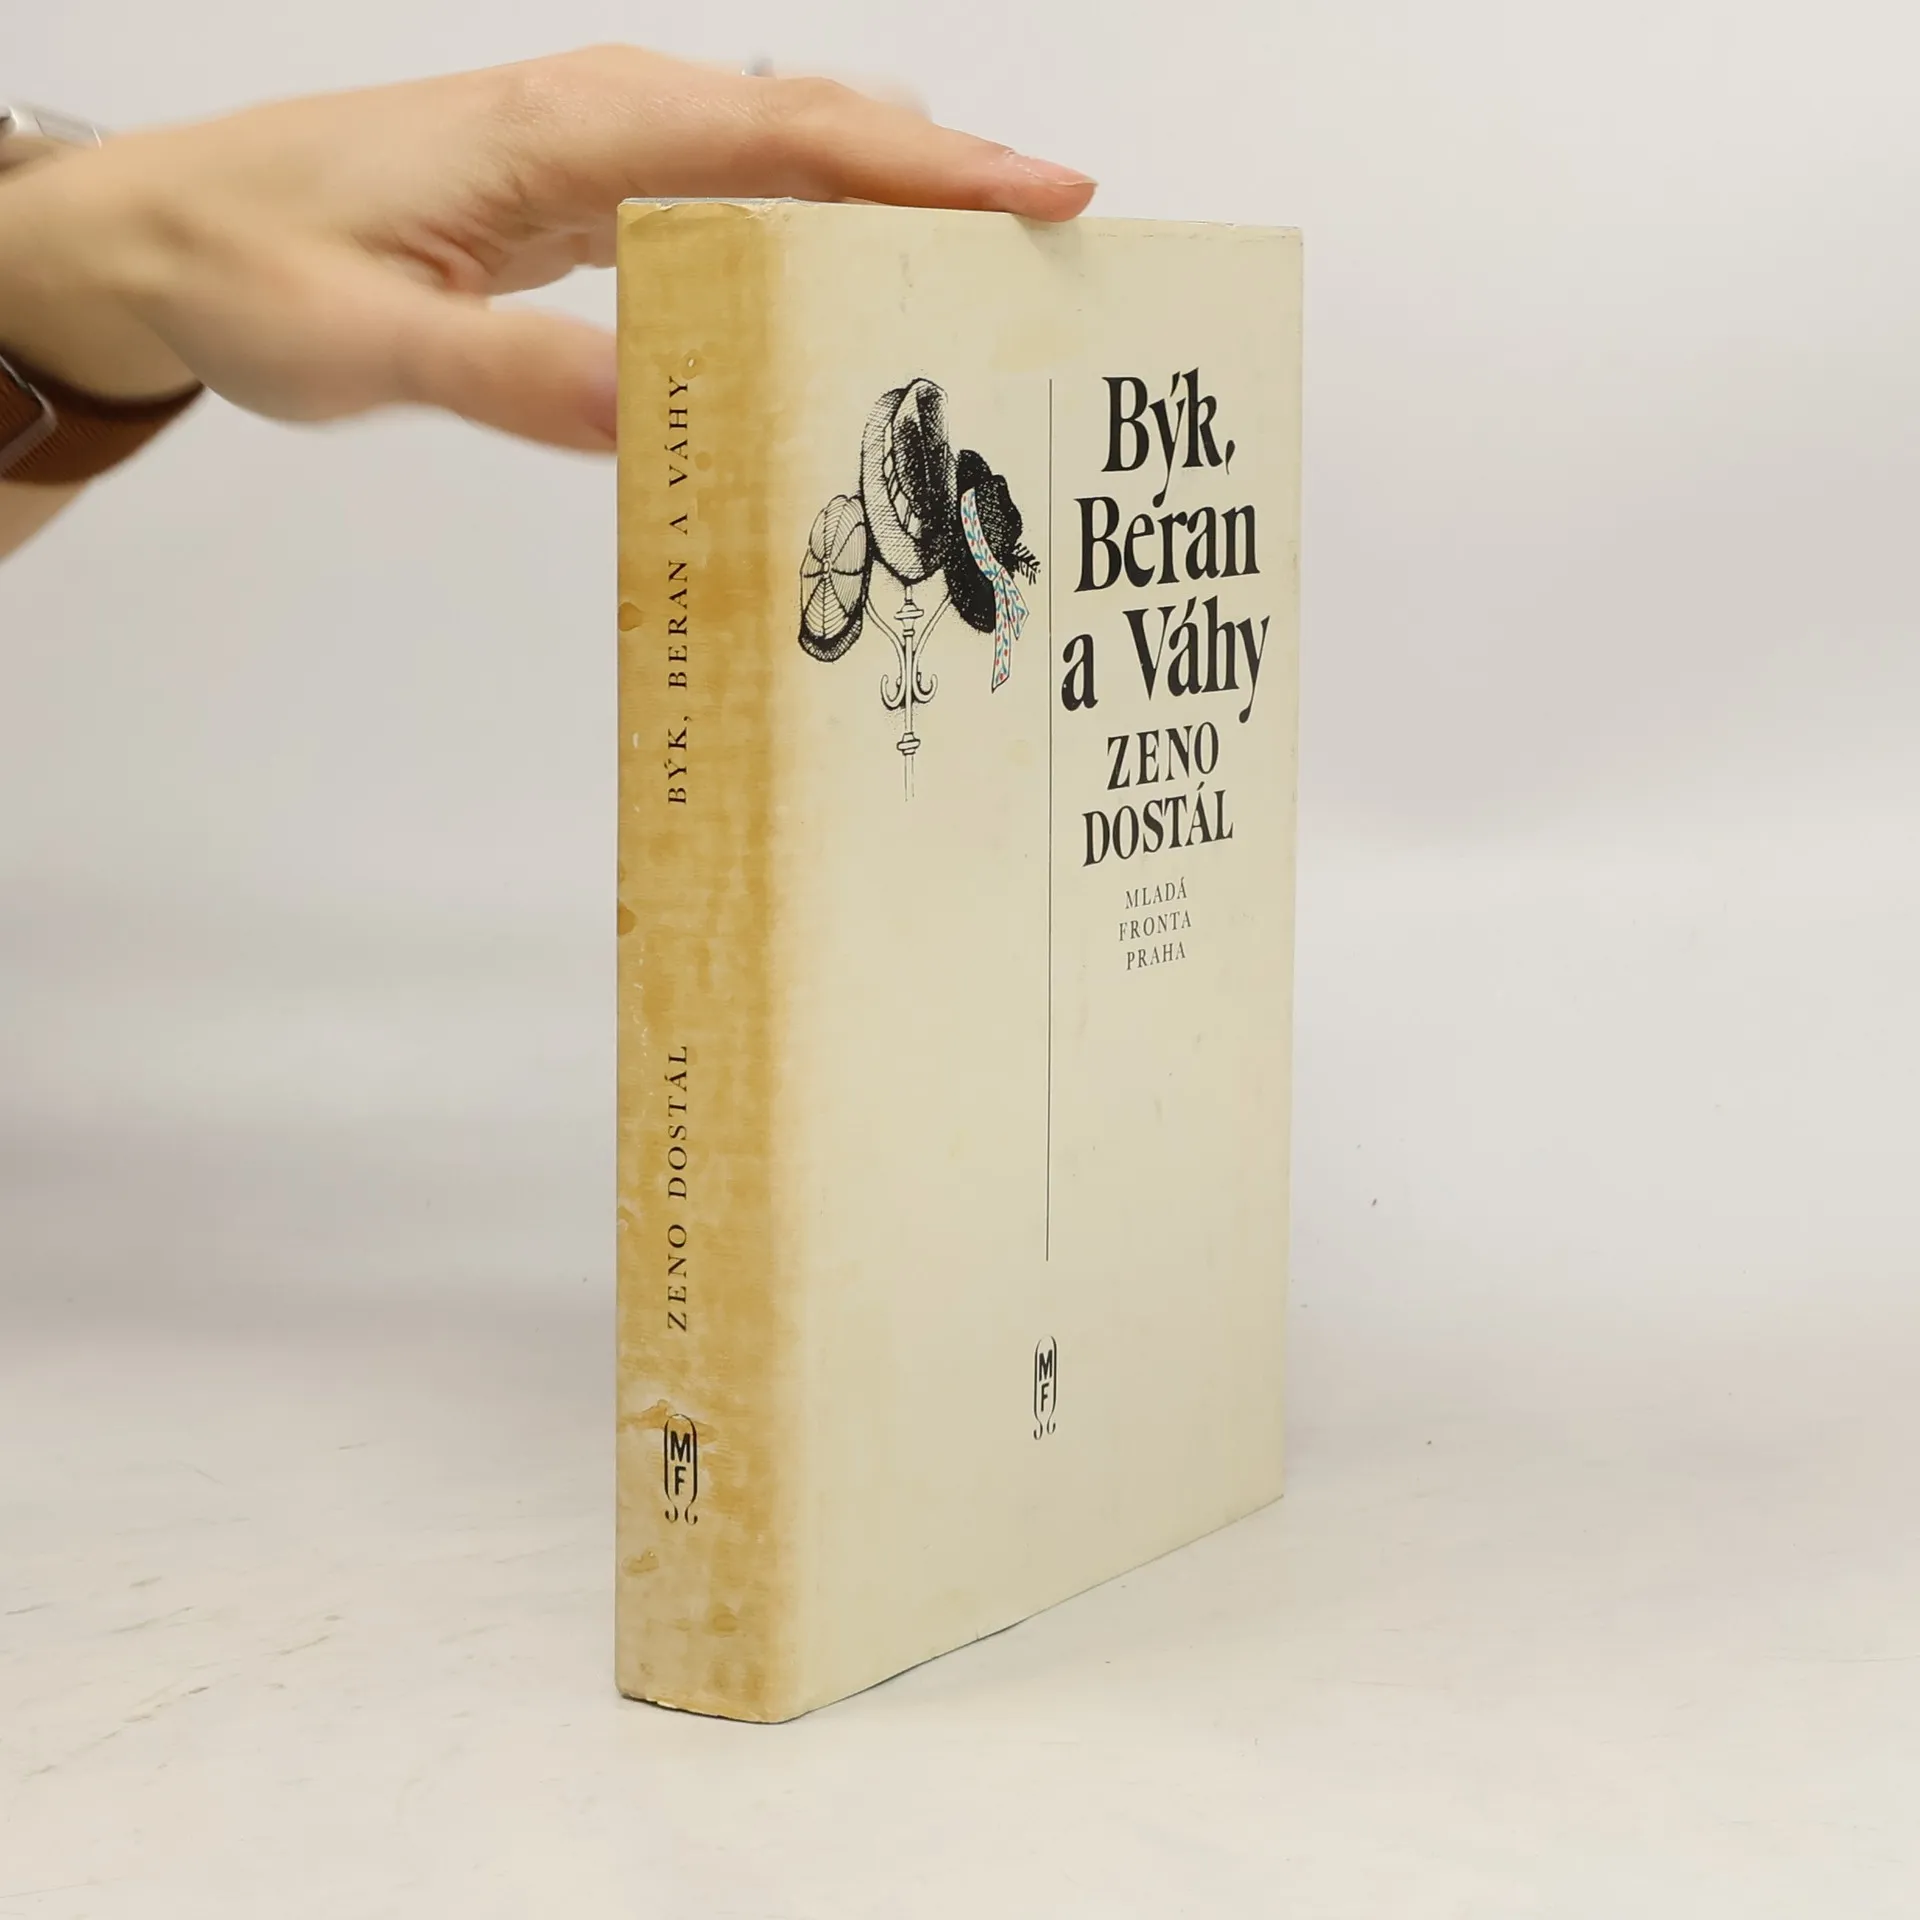 BÝK, BERAN A VÁHY
ZENO DOSTÁL
MF
Býk,
Beran
a Váhy
ZENO
DOSTÁL
MLADÁ
FRONTA
PRAHA
MF